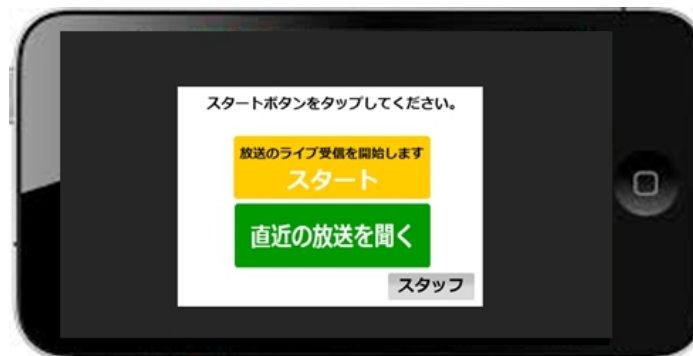 スタートボタンをタップしてください。
放送のライブ受信を開始します
スタート
直近の放送を聞く
スタッフ